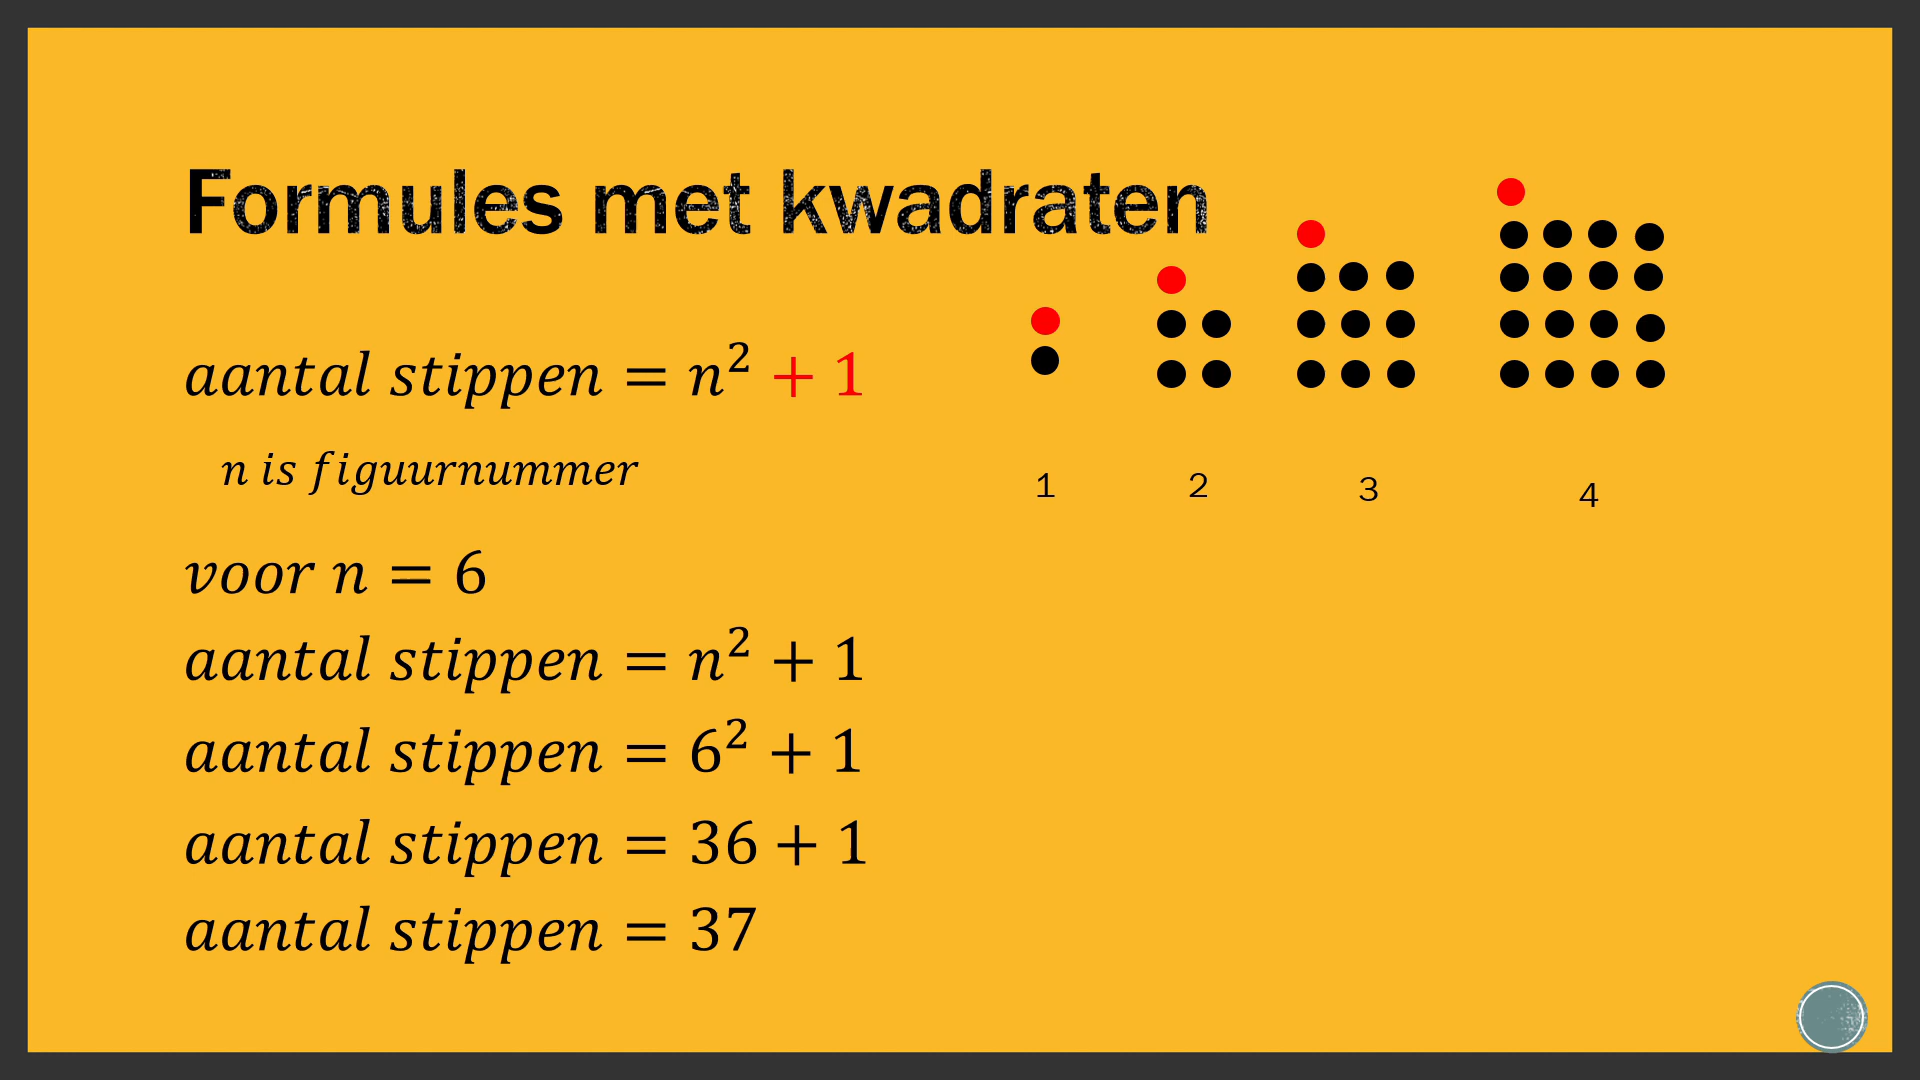 Formules met kwadraten
aantal stippen = n² + 1
n is figuurnummer
1 2 3 4
voor n = 6
aantal stippen = n² + 1
aantal stippen = 6² + 1
aantal stippen = 36 + 1
aantal stippen = 37